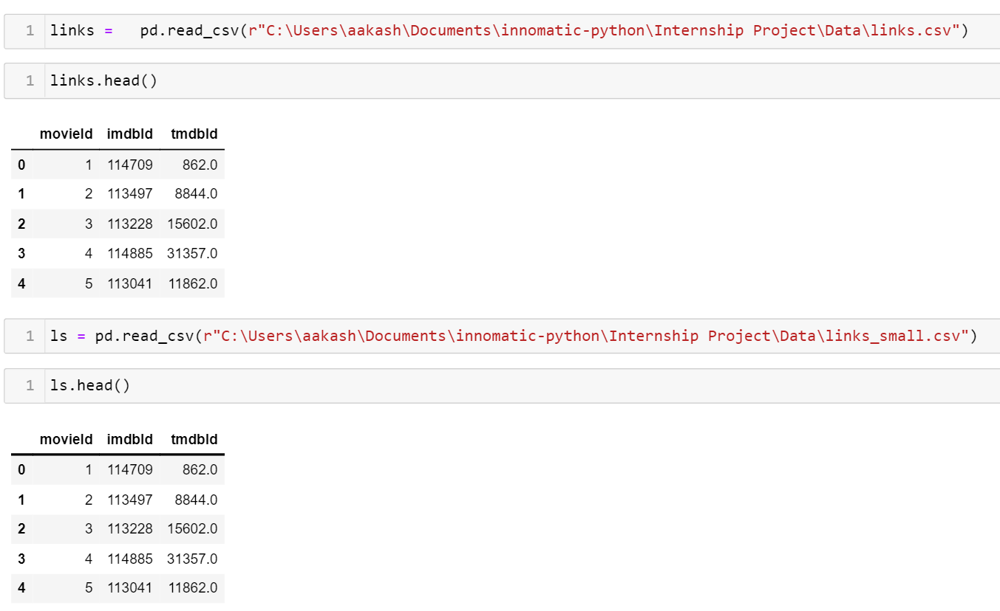 1 links =   pd.read_csv(r"C:\Users\aakash\Documents\innomatic-python\Internship Project\Data\links.csv")
1 links.head()
movieId imdbId tmdbId
0 1 114709 862.0
1 2 113497 8844.0
2 3 113228 15602.0
3 4 114885 31357.0
4 5 113041 11862.0
1 ls = pd.read_csv(r"C:\Users\aakash\Documents\innomatic-python\Internship Project\Data\links_small.csv")
1 ls.head()
movieId imdbId tmdbId
0 1 114709 862.0
1 2 113497 8844.0
2 3 113228 15602.0
3 4 114885 31357.0
4 5 113041 11862.0